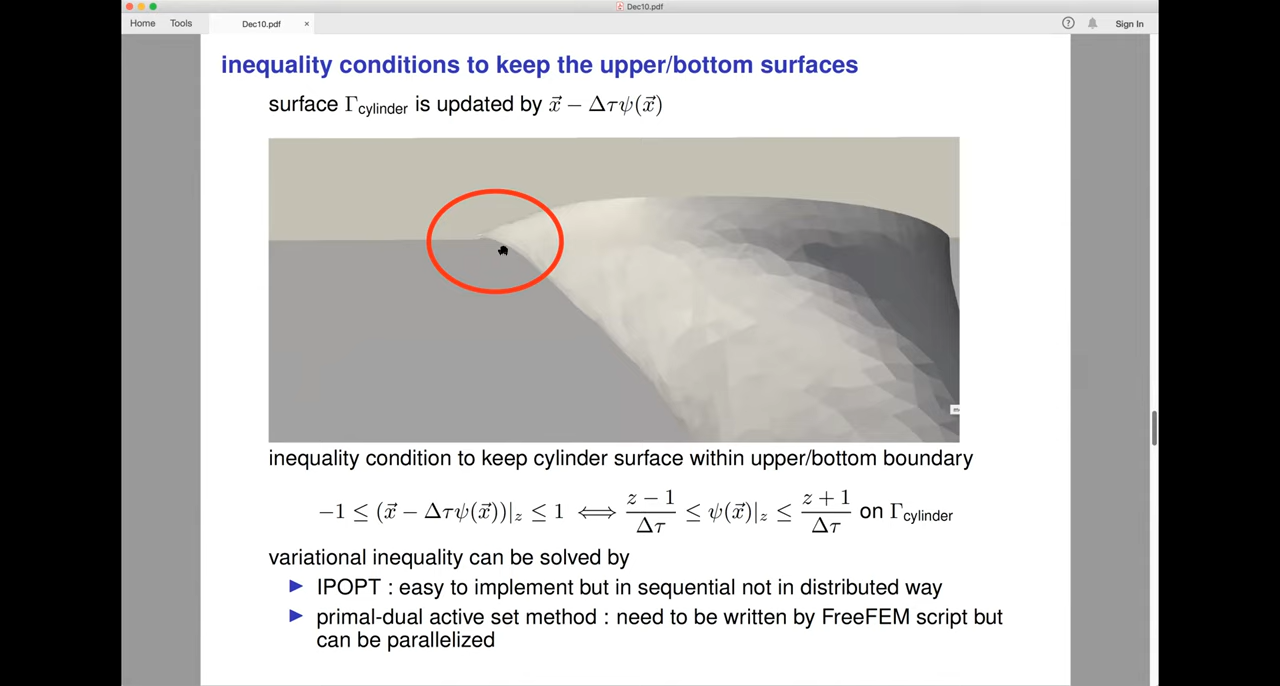 Dec10.pdf
Home Tools Dec10.pdf × Sign In
inequality conditions to keep the upper/bottom surfaces
surface Γcylinder is updated by x⃗ − Δτψ(x⃗)
inequality condition to keep cylinder surface within upper/bottom boundary
−1 ≤ (x⃗ − Δτψ(x⃗))|z ≤ 1 ⟺ (z − 1)/Δτ ≤ ψ(x⃗)|z ≤ (z + 1)/Δτ on Γcylinder
variational inequality can be solved by
▶ IPOPT : easy to implement but in sequential not in distributed way
▶ primal-dual active set method : need to be written by FreeFEM script but
can be parallelized